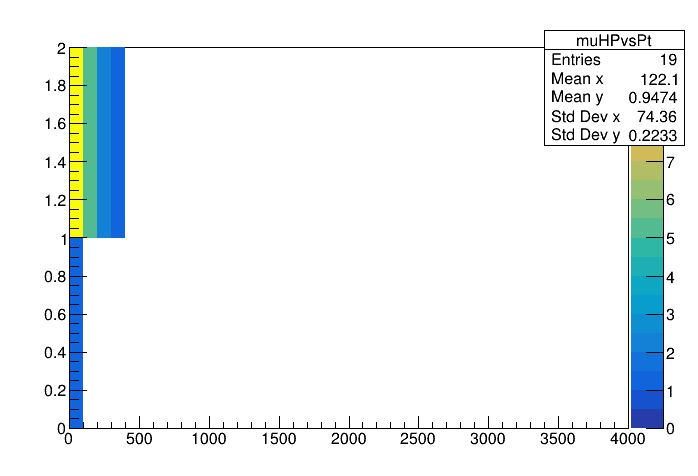 muHPvsPt
Entries 19
Mean x 122.1
Mean y 0.9474
Std Dev x 74.36
Std Dev y 0.2233
2
1.8
1.6
1.4
1.2
1
0.8
0.6
0.4
0.2
0
0 500 1000 1500 2000 2500 3000 3500 4000
7
6
5
4
3
2
1
0